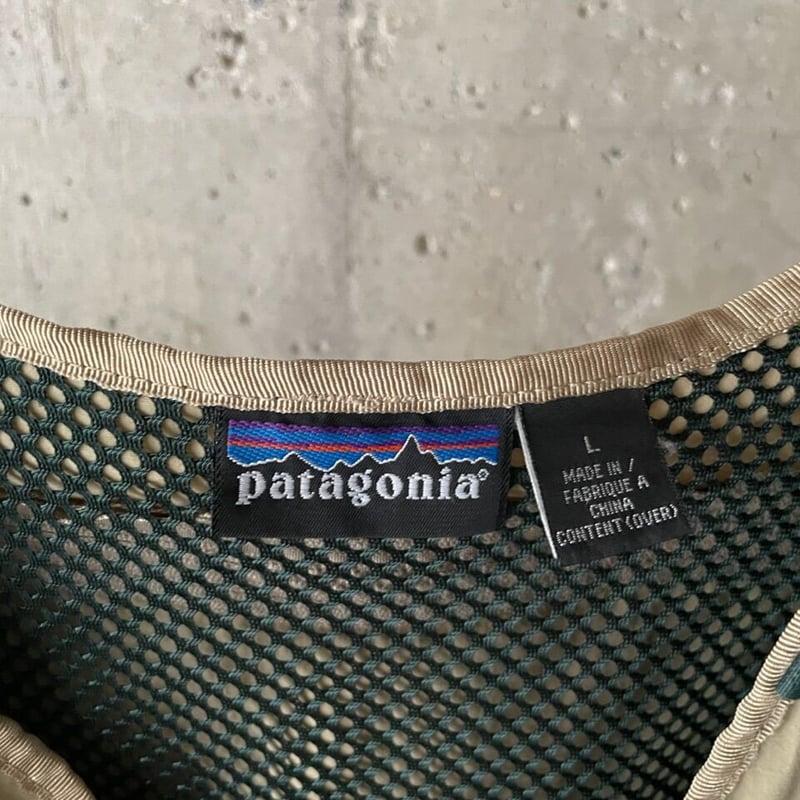 patagonia®
L
MADE IN /
FABRIQUE A
CHINA
CONTENT(OVER)